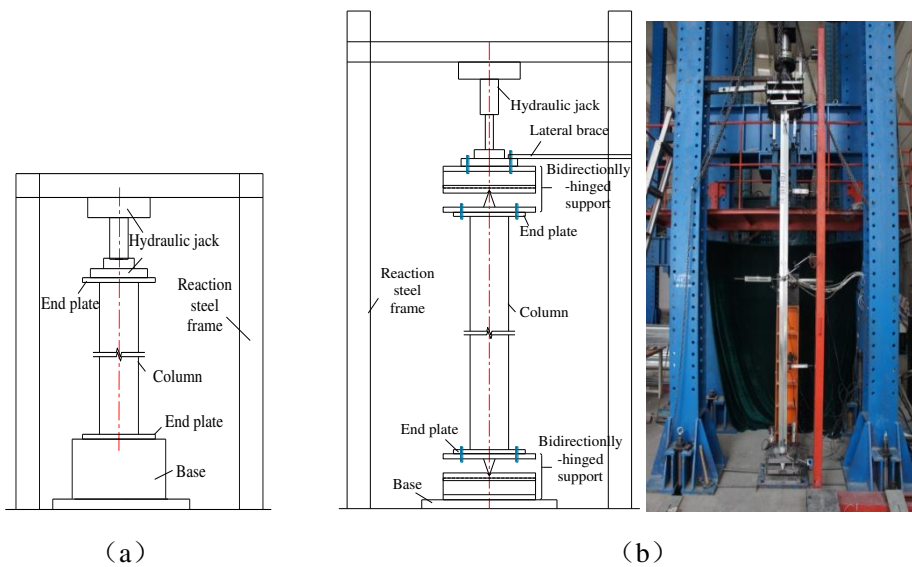 Hydraulic jack
End plate
Reaction
steel
frame
Column
End plate
Base
(a)
Hydraulic jack
Lateral brace
Bidirectionlly
-hinged
support
End plate
Reaction
steel
frame
Column
End plate
Bidirectionlly
-hinged
support
Base
(b)